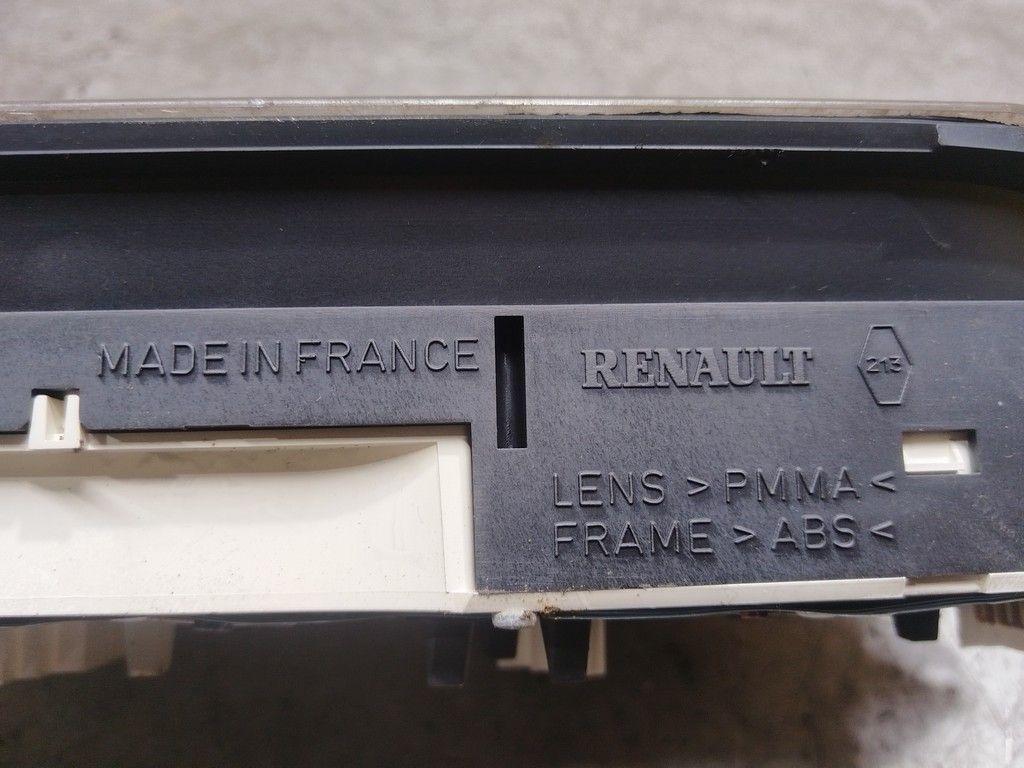 MADE IN FRANCE
RENAULT
213
LENS >PMMA<
FRAME >ABS<